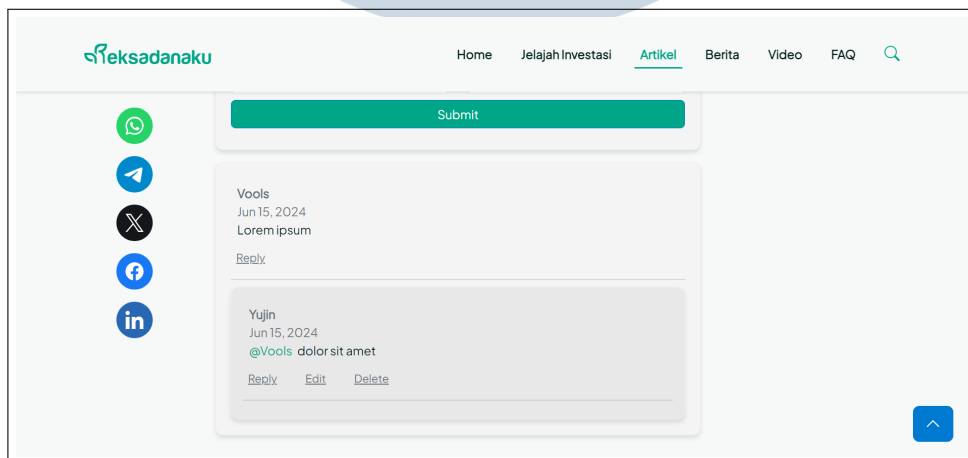 Reksadanaku
Home Jelajah Investasi Artikel Berita Video FAQ
Submit
Vools
Jun 15, 2024
Lorem ipsum
Reply
Yujin
Jun 15, 2024
@Vools dolor sit amet
Reply Edit Delete